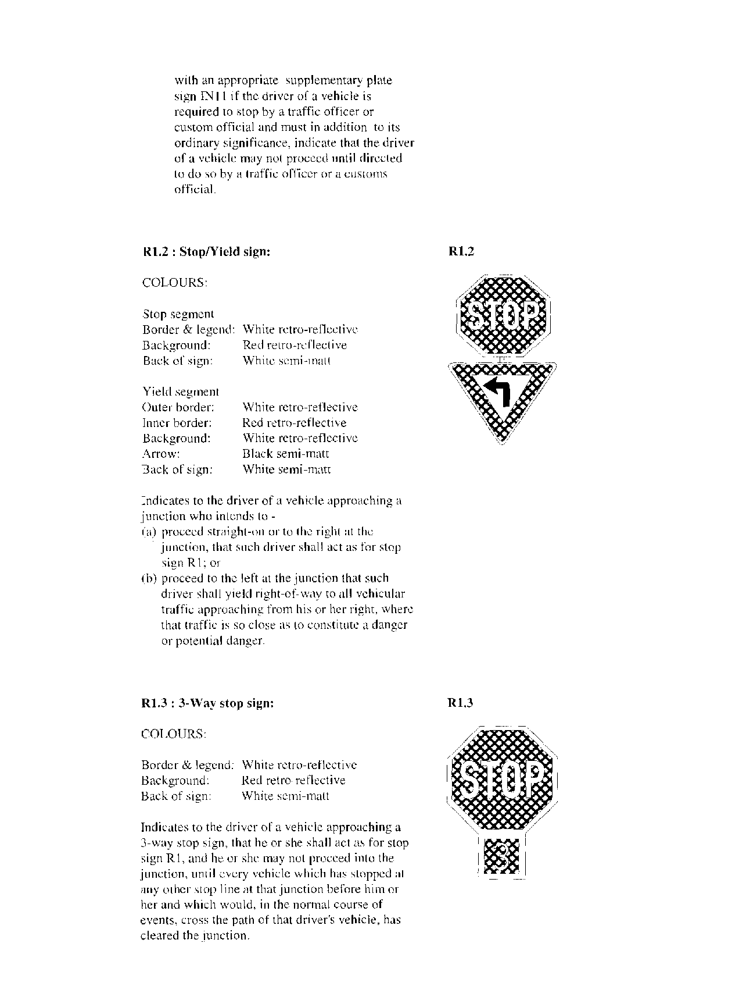 with an appropriate supplementary plate
sign IN11 if the driver of a vehicle is
required to stop by a traffic officer or
custom official and must in addition to its
ordinary significance, indicate that the driver
of a vehicle may not proceed until directed
to do so by a traffic officer or a customs
official.
R1.2 : Stop/Yield sign:
R1.2
COLOURS:
STOP
Stop segment
Border & legend: White retro-reflective
Background: Red retro-reflective
Back of sign: White semi-matt
Yield segment
Outer border: White retro-reflective
Inner border: Red retro-reflective
Background: White retro-reflective
Arrow: Black semi-matt
Back of sign: White semi-matt
Indicates to the driver of a vehicle approaching a
junction who intends to -
(a) proceed straight-on or to the right at the
junction, that such driver shall act as for stop
sign R1; or
(b) proceed to the left at the junction that such
driver shall yield right-of-way to all vehicular
traffic approaching from his or her right, where
that traffic is so close as to constitute a danger
or potential danger.
R1.3 : 3-Way stop sign:
R1.3
COLOURS:
Border & legend: White retro-reflective
Background: Red retro-reflective
Back of sign: White semi-matt
STOP
3
Indicates to the driver of a vehicle approaching a
3-way stop sign, that he or she shall act as for stop
sign R1, and he or she may not proceed into the
junction, until every vehicle which has stopped at
any other stop line at that junction before him or
her and which would, in the normal course of
events, cross the path of that driver's vehicle, has
cleared the junction.